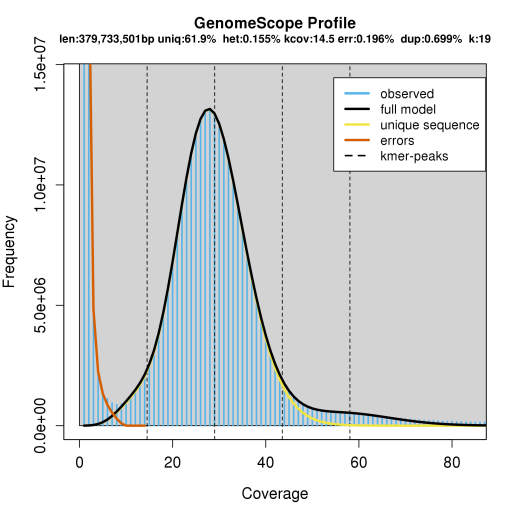 GenomeScope Profile
len:379,733,501bp uniq:61.9% het:0.155% kcov:14.5 err:0.196% dup:0.699% k:19
observed
full model
unique sequence
errors
kmer-peaks
Frequency
1.5e+07
1.0e+07
5.0e+06
0.0e+00
0 20 40 60 80
Coverage